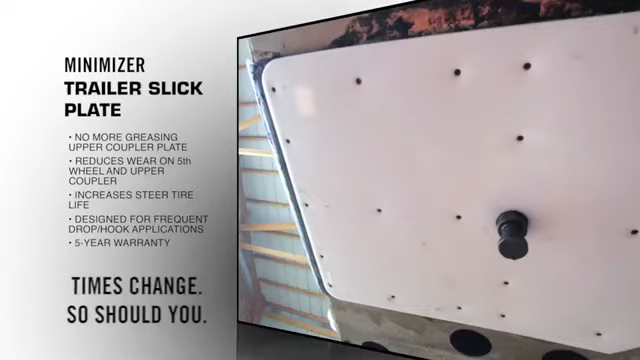 MINIMIZER
TRAILER SLICK
PLATE
• NO MORE GREASING
UPPER COUPLER PLATE
• REDUCES WEAR ON 5th
WHEEL AND UPPER
COUPLER
• INCREASES STEER TIRE
LIFE
• DESIGNED FOR FREQUENT
DROP/HOOK APPLICATIONS
• 5-YEAR WARRANTY
TIMES CHANGE.
SO SHOULD YOU.